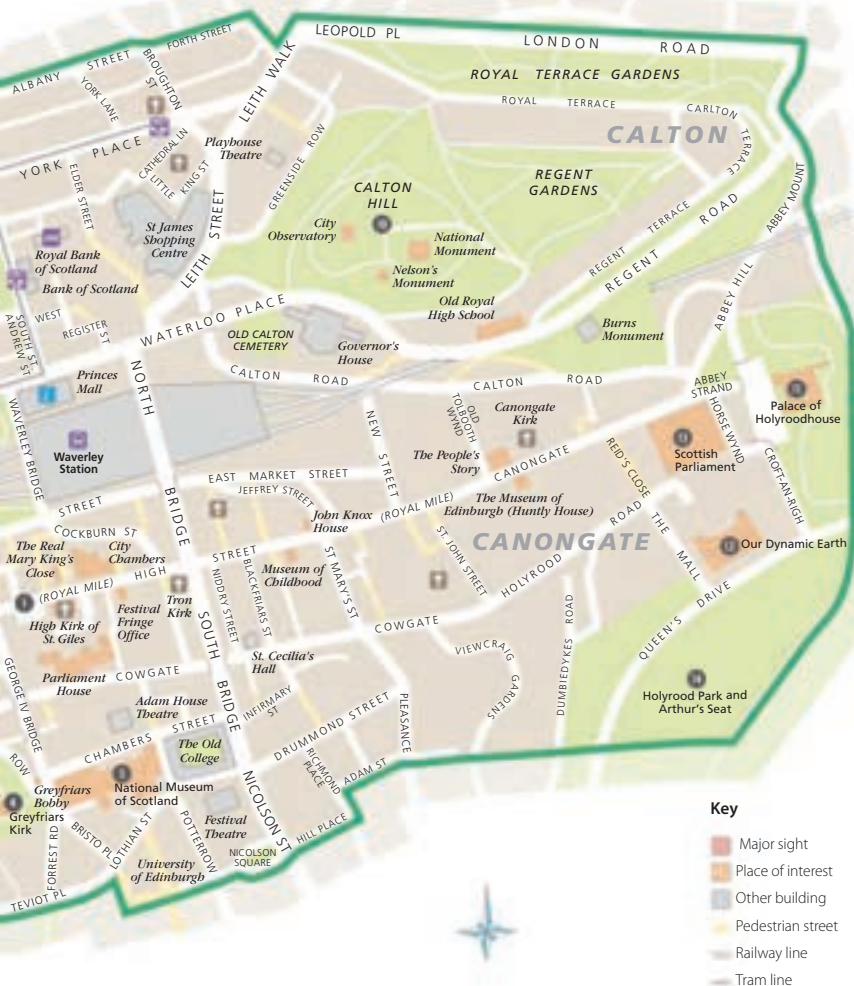 LEOPOLD PL
LONDON ROAD
FORTH STREET
ALBANY STREET
BROUGHTON ST
YORK LANE
LEITH WALK
ROYAL TERRACE GARDENS
ROYAL TERRACE
CARLTON TERRACE
CALTON
YORK PLACE
CATHEDRAL LN
LITTLE KING ST
Playhouse
Theatre
GREENSIDE ROW
ELDER STREET
CALTON
HILL
REGENT
GARDENS
ABBEY MOUNT
St James
Shopping
Centre
LEITH STREET
City
Observatory
National
Monument
Nelson's
Monument
REGENT TERRACE
REGENT ROAD
Royal Bank
of Scotland
Bank of Scotland
Old Royal
High School
ABBEY HILL
SOUTH ST
ANDREW ST
WEST
REGISTER ST
WATERLOO PLACE
OLD CALTON
CEMETERY
Governor's
House
Burns
Monument
Princes
Mall
NORTH BRIDGE
CALTON ROAD
CALTON ROAD
ABBEY
STRAND
HORSE WYND
Palace of
Holyroodhouse
WAVERLEY BRIDGE
Waverley
Station
NEW STREET
OLD
TOLBOOTH
WYND
Canongate
Kirk
The People's
Story
CANONGATE
REID'S CLOSE
Scottish
Parliament
CROFT-AN-RIGH
EAST MARKET STREET
JEFFREY STREET
STREET
John Knox
House
(ROYAL MILE)
The Museum of
Edinburgh (Huntly House)
COCKBURN ST
CANONGATE
HOLYROOD ROAD
THE MALL
Our Dynamic Earth
The Real
Mary King's
Close
City
Chambers
HIGH STREET
(ROYAL MILE)
Museum of
Childhood
ST MARY'S ST
ST. JOHN STREET
NIDDRY STREET
BLACKFRIARS ST
Tron
Kirk
High Kirk of
St. Giles
Festival
Fringe
Office
SOUTH BRIDGE
COWGATE
QUEEN'S DRIVE
DUMBIEDYKES ROAD
VIEWCRAIG GARDENS
St. Cecilia's
Hall
GEORGE IV BRIDGE
Parliament
House
COWGATE
Holyrood Park and
Arthur's Seat
Adam House
Theatre
INFIRMARY
ST
PLEASANCE
CHAMBERS STREET
The Old
College
DRUMMOND STREET
RICHMOND
PLACE
ADAM ST
ROW
Greyfriars
Bobby
Greyfriars
Kirk
National Museum
of Scotland
NICOLSON ST
HILL PLACE
FORREST RD
BRISTO PL
LOTHIAN ST
POTTERROW
Festival
Theatre
NICOLSON
SQUARE
University
of Edinburgh
TEVIOT PL
Key
Major sight
Place of interest
Other building
Pedestrian street
Railway line
Tram line